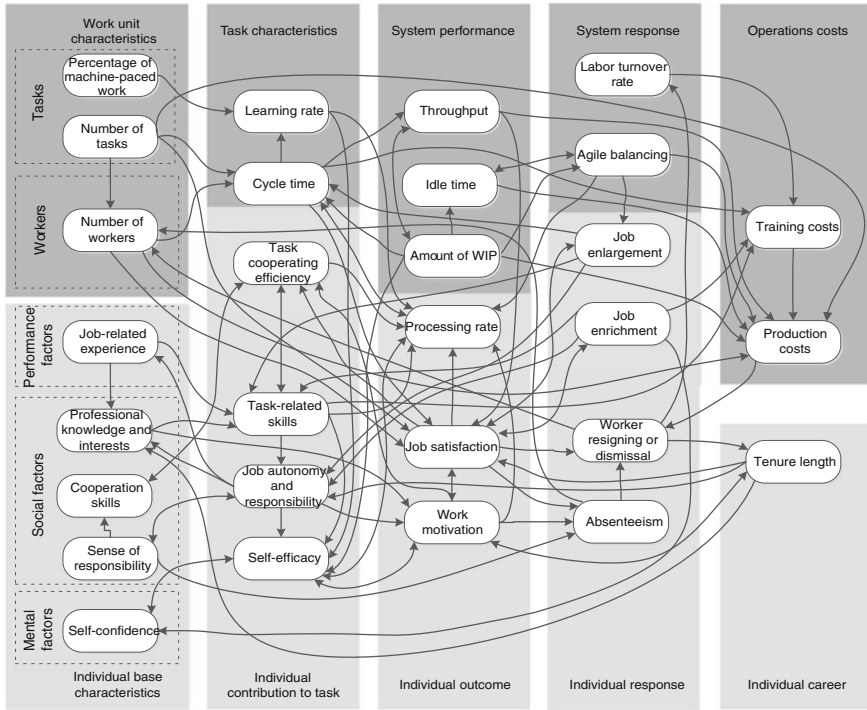 Work unit
characteristics
Task characteristics
System performance
System response
Operations costs
Tasks
Percentage of
machine-paced
work
Number of
tasks
Workers
Number of
workers
Learning rate
Cycle time
Throughput
Idle time
Amount of WIP
Labor turnover
rate
Agile balancing
Training costs
Production
costs
Performance
factors
Job-related
experience
Social factors
Professional
knowledge and
interests
Cooperation
skills
Sense of
responsibility
Mental
factors
Self-confidence
Task
cooperating
efficiency
Task-related
skills
Job autonomy
and
responsibility
Self-efficacy
Processing rate
Job satisfaction
Work
motivation
Job
enlargement
Job
enrichment
Worker
resigning or
dismissal
Absenteeism
Tenure length
Individual base
characteristics
Individual
contribution to task
Individual outcome
Individual response
Individual career